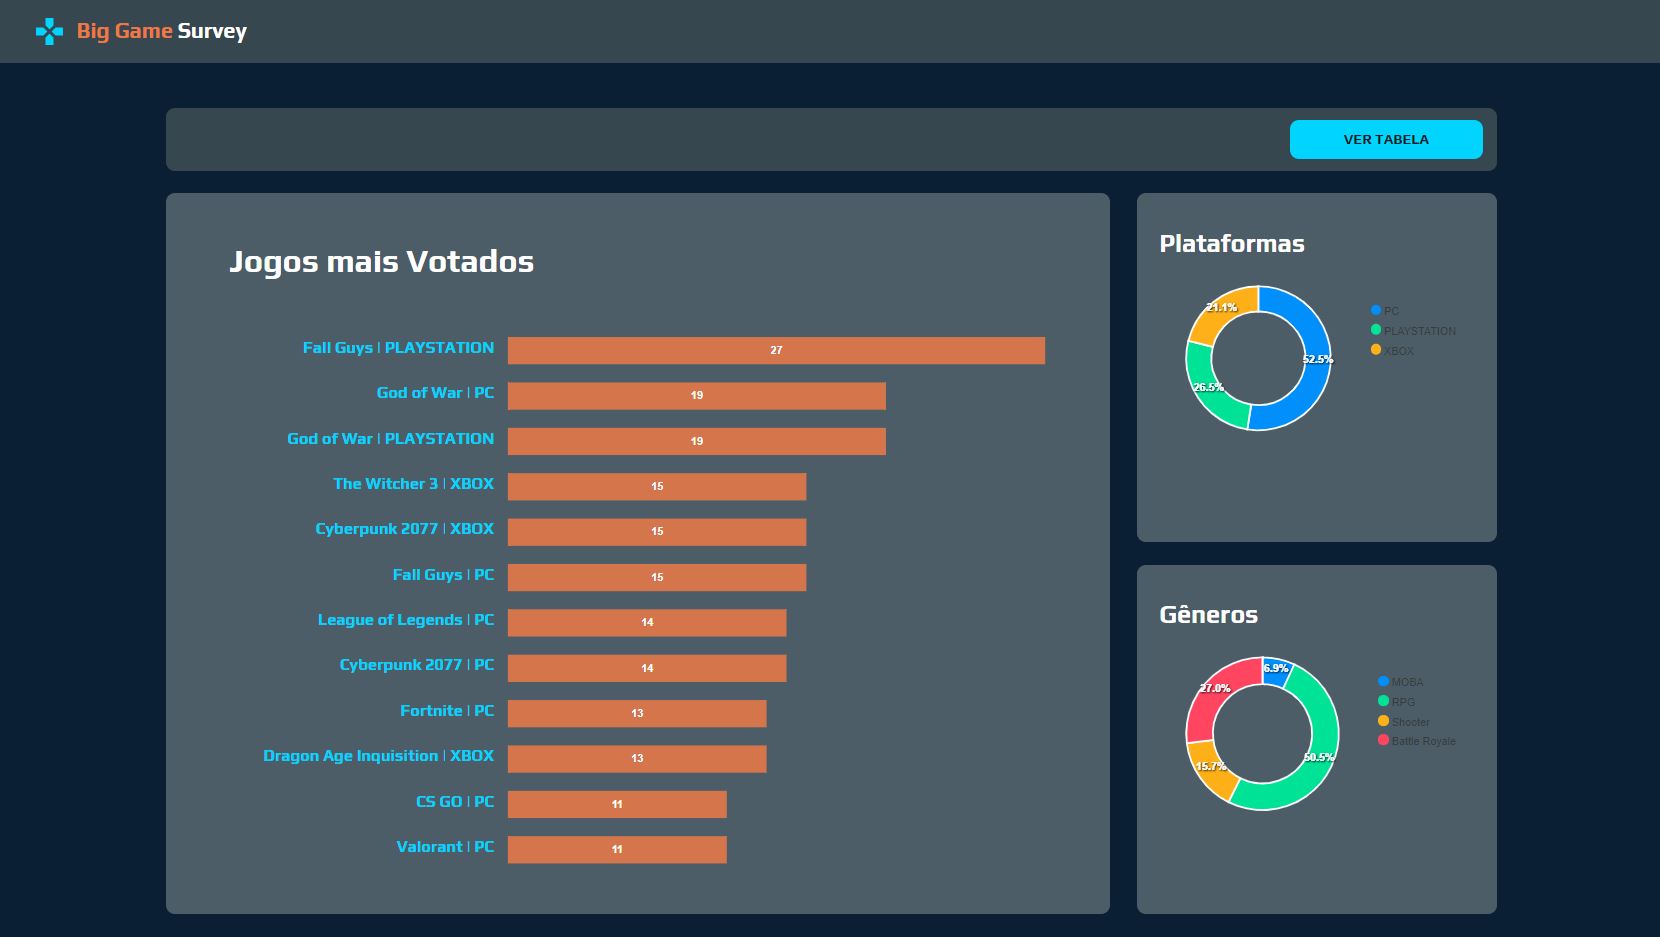 Big Game Survey
VER TABELA
Jogos mais Votados
Fall Guys | PLAYSTATION 27
God of War | PC 19
God of War | PLAYSTATION 19
The Witcher 3 | XBOX 15
Cyberpunk 2077 | XBOX 15
Fall Guys | PC 15
League of Legends | PC 14
Cyberpunk 2077 | PC 14
Fortnite | PC 13
Dragon Age Inquisition | XBOX 13
CS GO | PC 11
Valorant | PC 11
Plataformas
21.1%
52.5%
26.5%
PC
PLAYSTATION
XBOX
Gêneros
6.9%
27.0%
50.5%
15.7%
MOBA
RPG
Shooter
Battle Royale